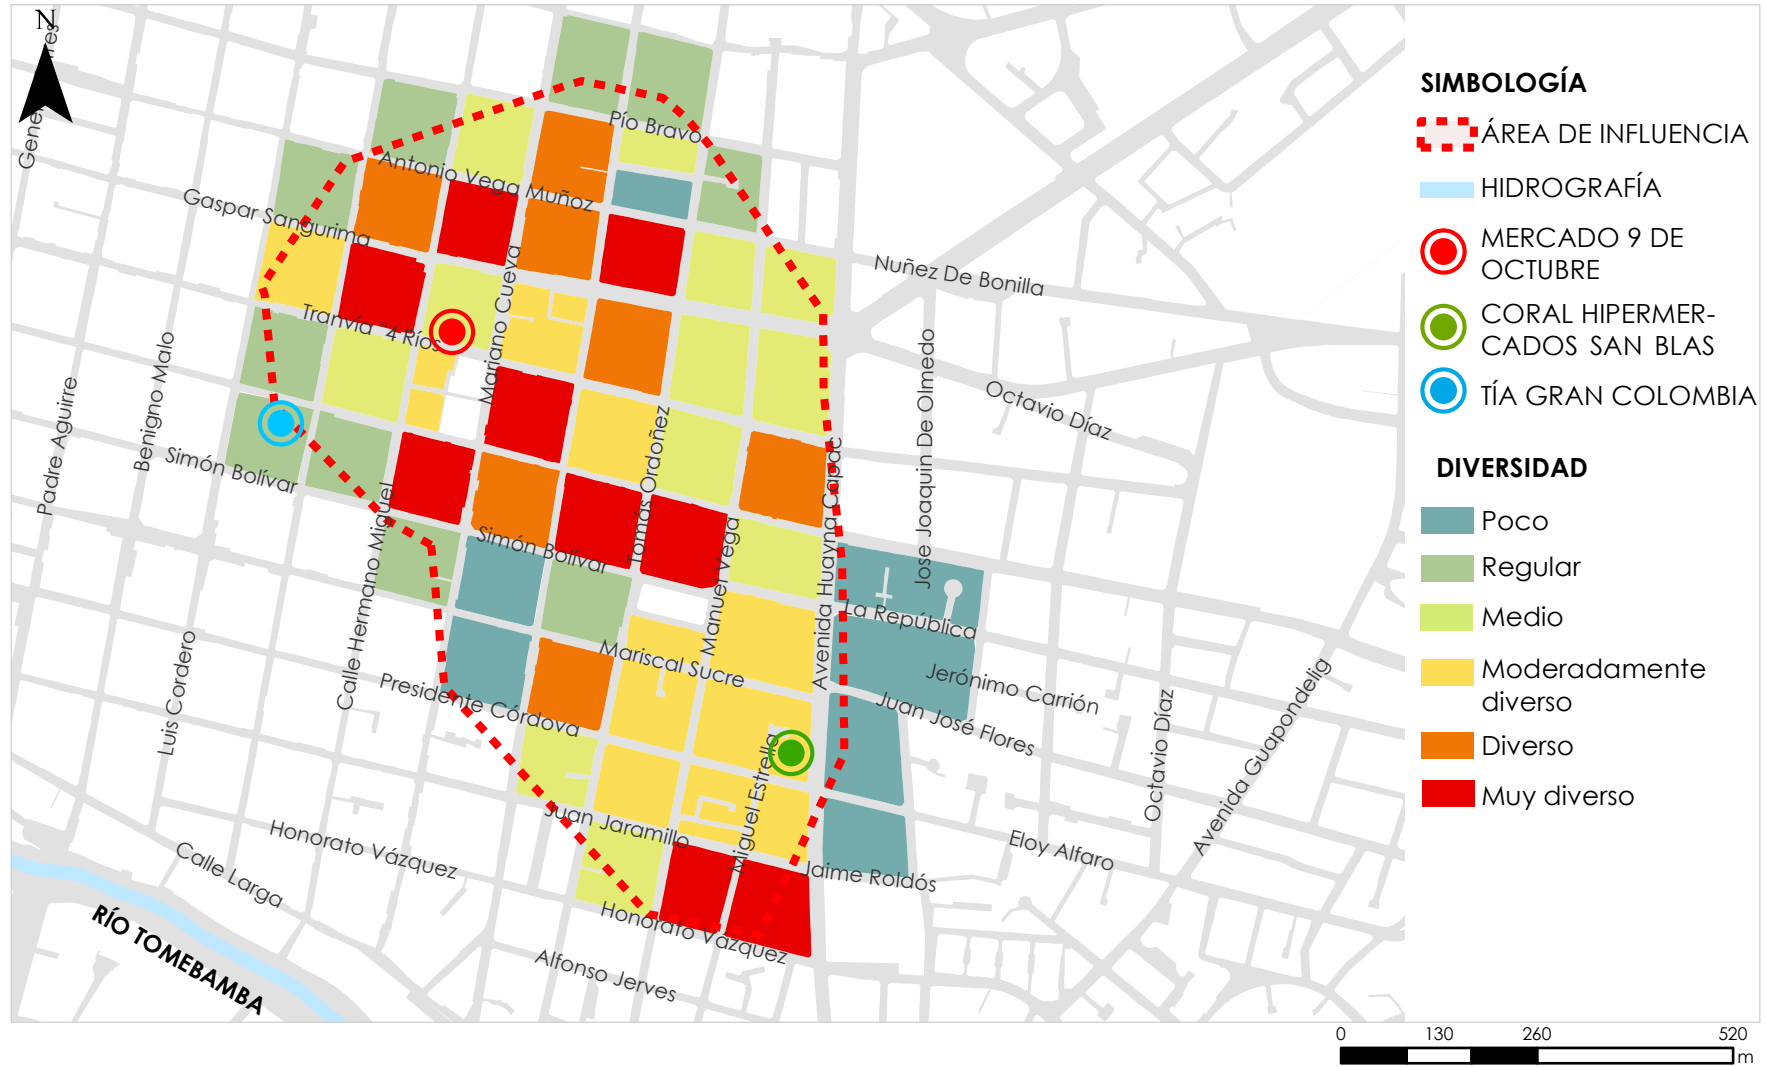 N
General Torres
Pío Bravo
Antonio Vega Muñoz
Gaspar Sangurima
Mariano Cueva
Nuñez De Bonilla
Tranvía "4 Ríos
Benigno Malo
Padre Aguirre
Jose Joaquin De Olmedo
Octavio Díaz
Tomás Ordoñez
Avenida Huayna Capac
Simón Bolívar
Calle Hermano Miguel
Simón Bolívar
Manuel Vega
La República
Luis Cordero
Mariscal Sucre
Jerónimo Carrión
Presidente Córdova
Juan José Flores
Octavio Díaz
Avenida Guapondelig
Miguel Estrella
Juan Jaramillo
Honorato Vázquez
Calle Larga
Eloy Alfaro
Jaime Roldós
Honorato Vázquez
RÍO TOMEBAMBA
Alfonso Jerves
SIMBOLOGÍA
ÁREA DE INFLUENCIA
HIDROGRAFÍA
MERCADO 9 DE
OCTUBRE
CORAL HIPERMER-
CADOS SAN BLAS
TÍA GRAN COLOMBIA
DIVERSIDAD
Poco
Regular
Medio
Moderadamente
diverso
Diverso
Muy diverso
0 130 260 520
m